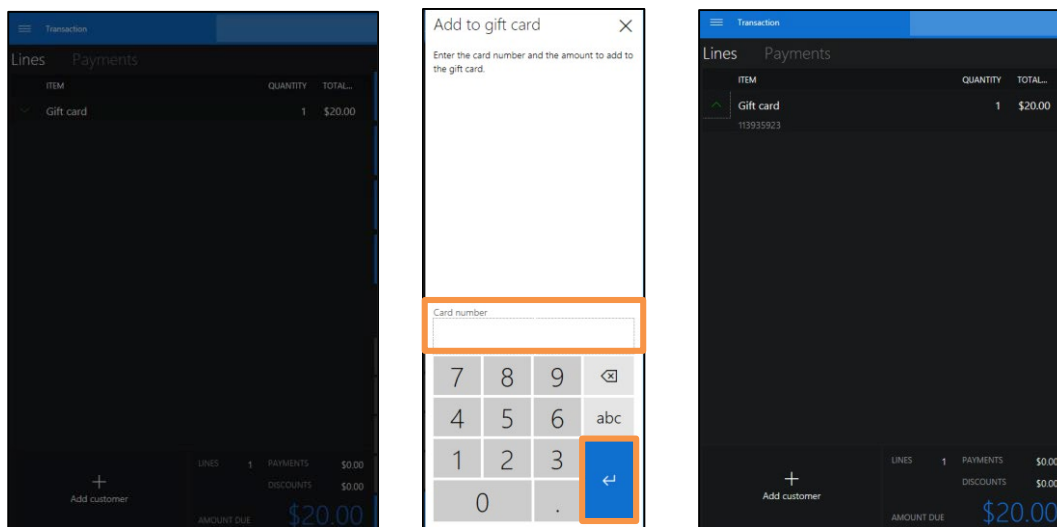 Transaction
Lines Payments
ITEM QUANTITY TOTAL...
Gift card 1 $20.00
LINES 1 PAYMENTS $0.00
DISCOUNTS $0.00
Add customer
AMOUNT DUE $20.00
Add to gift card
Enter the card number and the amount to add to
the gift card.
Card number
7 8 9
4 5 6 abc
1 2 3
0 .
Transaction
Lines Payments
ITEM QUANTITY TOTAL...
Gift card 1 $20.00
113935923
LINES 1 PAYMENTS $0.00
DISCOUNTS $0.00
Add customer
AMOUNT DUE $20.00